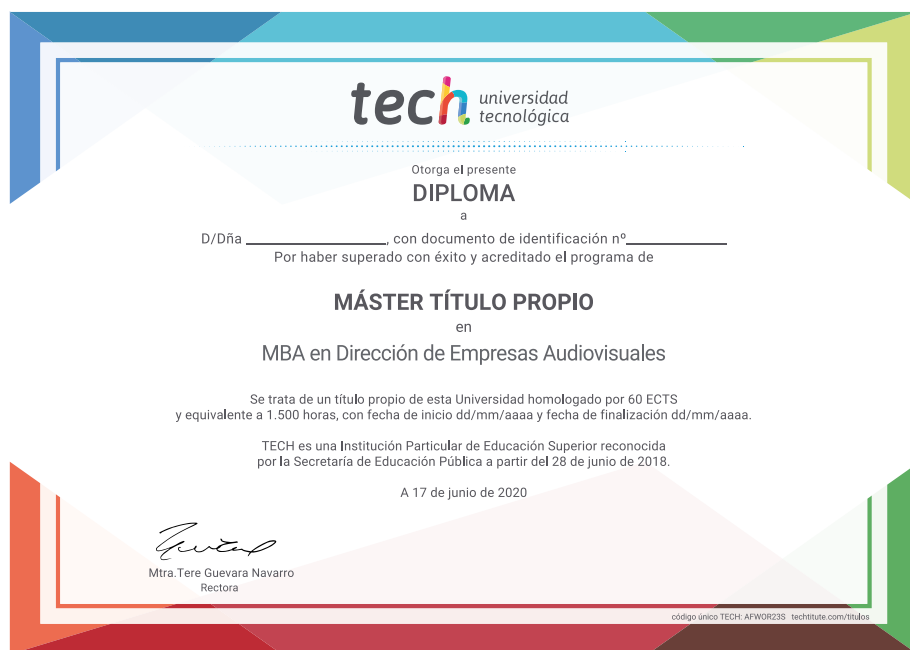 tech universidad
tecnológica
Otorga el presente
DIPLOMA
a
D/Dña ____________________, con documento de identificación nº______________
Por haber superado con éxito y acreditado el programa de
MÁSTER TÍTULO PROPIO
en
MBA en Dirección de Empresas Audiovisuales
Se trata de un título propio de esta Universidad homologado por 60 ECTS
y equivalente a 1.500 horas, con fecha de inicio dd/mm/aaaa y fecha de finalización dd/mm/aaaa.
TECH es una Institución Particular de Educación Superior reconocida
por la Secretaría de Educación Pública a partir del 28 de junio de 2018.
A 17 de junio de 2020
Mtra.Tere Guevara Navarro
Rectora
código único TECH: AFWOR23S techtitute.com/titulos